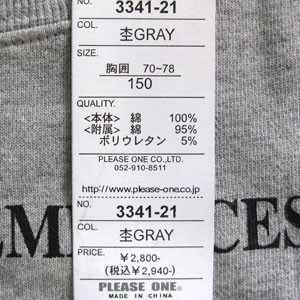 NO. 3341-21
COL. 杢GRAY
SIZE.
胸囲 70~78
150
QUALITY.
<本体> 綿 100%
<附属> 綿 95%
ポリウレタン 5%
PLEASE ONE CO.,LTD.
052-910-8511
http://www.please-one.co.jp
NO. 3341-21
COL. 杢GRAY
PRICE. ¥2,800-
(税込¥2,940-)
PLEASE ONE.
MADE IN CHINA